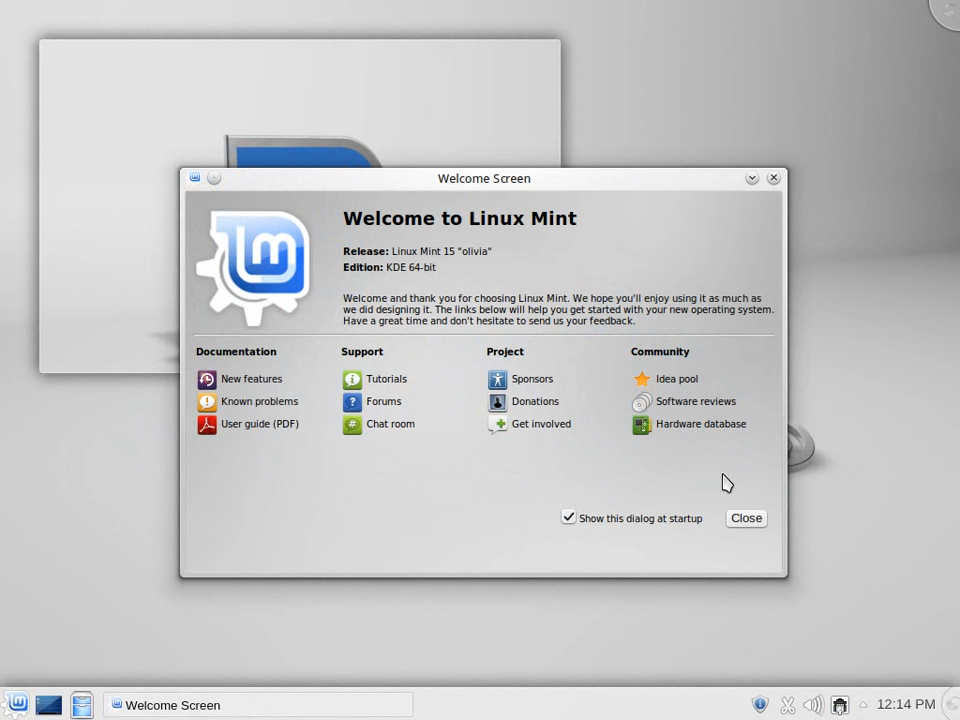 Welcome Screen
Welcome to Linux Mint
Release: Linux Mint 15 "olivia"
Edition: KDE 64-bit
Welcome and thank you for choosing Linux Mint. We hope you'll enjoy using it as much as
we did designing it. The links below will help you get started with your new operating system.
Have a great time and don't hesitate to send us your feedback.
Documentation Support Project Community
New features Tutorials Sponsors Idea pool
Known problems Forums Donations Software reviews
User guide (PDF) Chat room Get involved Hardware database
Show this dialog at startup Close
Welcome Screen 12:14 PM